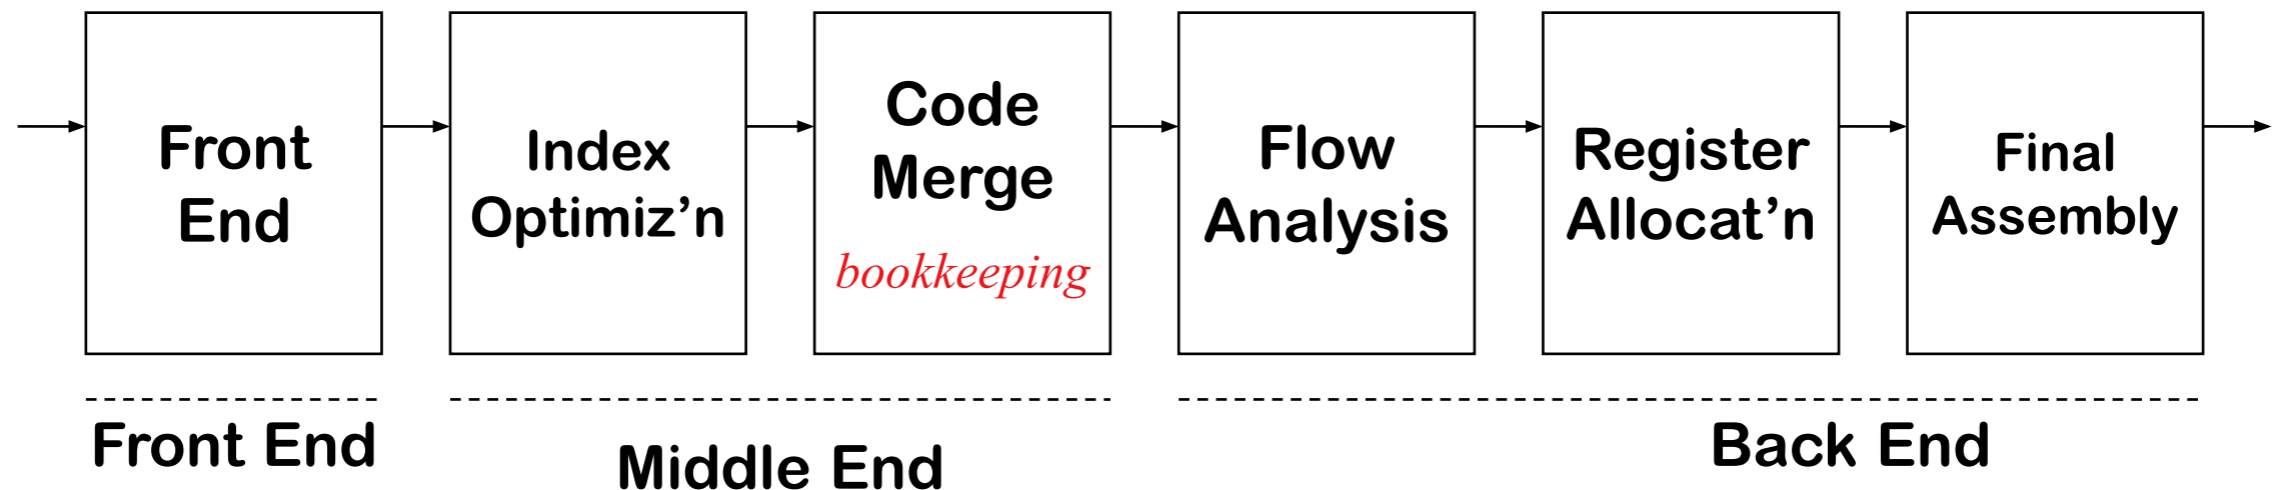 Front
End
Index
Optimiz’n
Code
Merge
bookkeeping
Flow
Analysis
Register
Allocat’n
Final
Assembly
Front End
Middle End
Back End